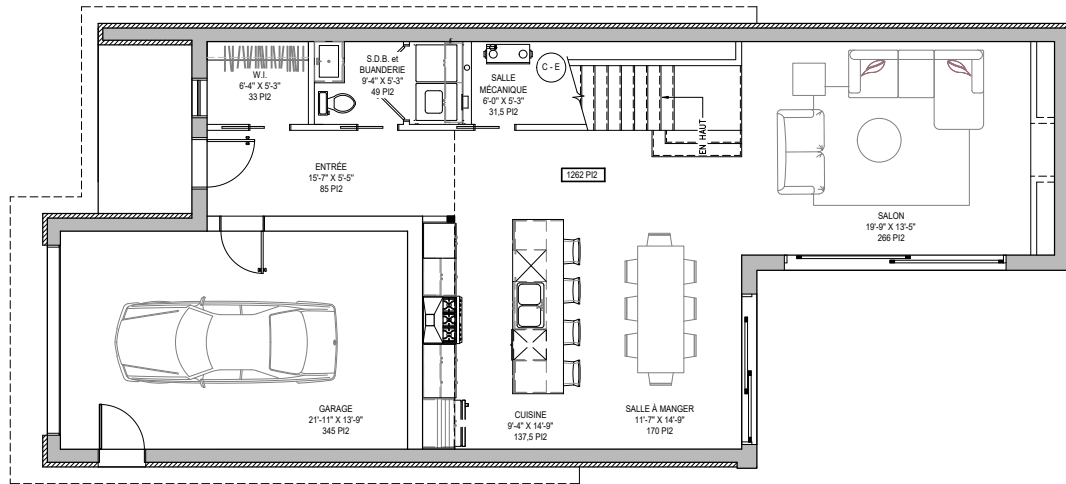 W.I.
6'-4" X 5'-3"
33 PI2
S.D.B. et
BUANDERIE
9'-4" X 5'-3"
49 PI2
SALLE
MÉCANIQUE
6'-0" X 5'-3"
31,5 PI2
C - E
EN HAUT
ENTRÉE
15'-7" X 5'-5"
85 PI2
1262 PI2
SALON
19'-9" X 13'-5"
266 PI2
GARAGE
21'-11" X 13'-9"
345 PI2
CUISINE
9'-4" X 14'-9"
137,5 PI2
SALLE À MANGER
11'-7" X 14'-9"
170 PI2